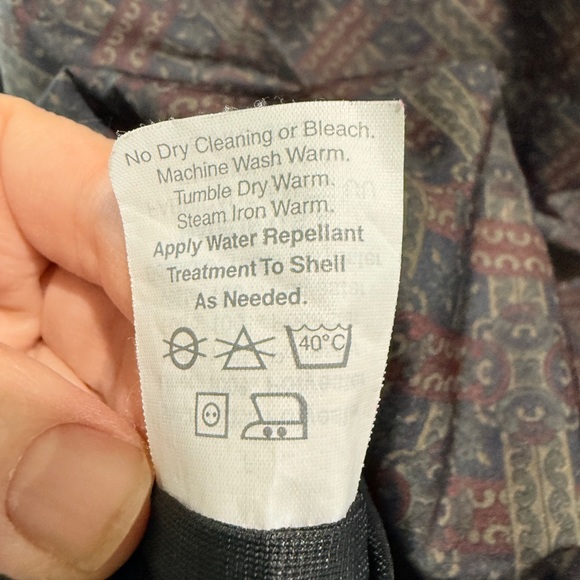 No Dry Cleaning or Bleach.
Machine Wash Warm.
Tumble Dry Warm.
Steam Iron Warm.
Apply Water Repellant
Treatment To Shell
As Needed.
40°C